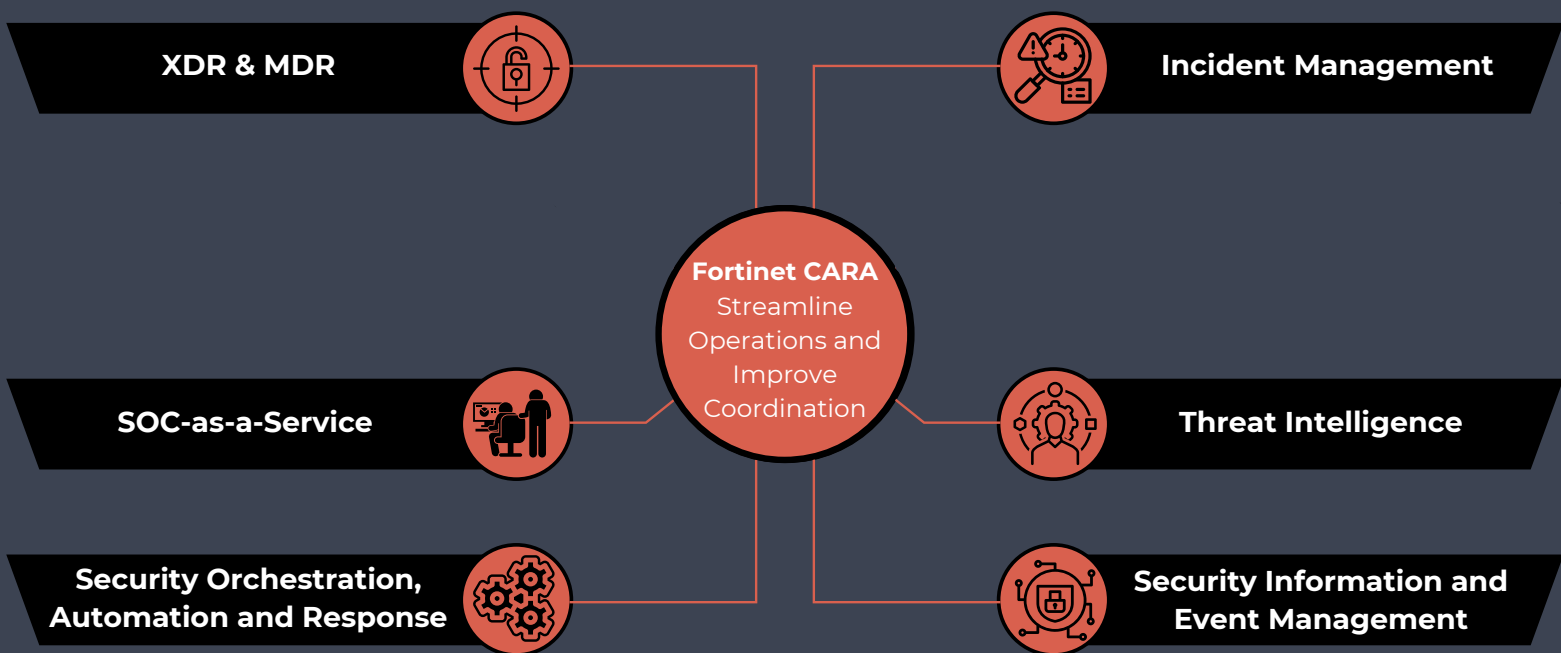 XDR & MDR
Incident Management
Fortinet CARA
Streamline
Operations and
Improve
Coordination
SOC-as-a-Service
Threat Intelligence
Security Orchestration,
Automation and Response
Security Information and
Event Management